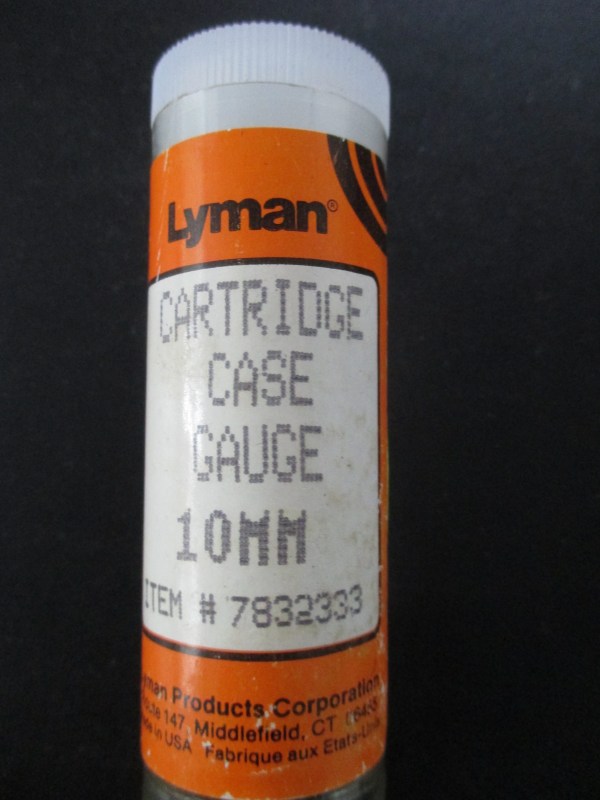 Lyman®
CARTRIDGE
CASE
GAUGE
10MM
ITEM # 7832333
Products Corporation
147, Middlefield, CT
in USA Fabrique aux Etats-Unis